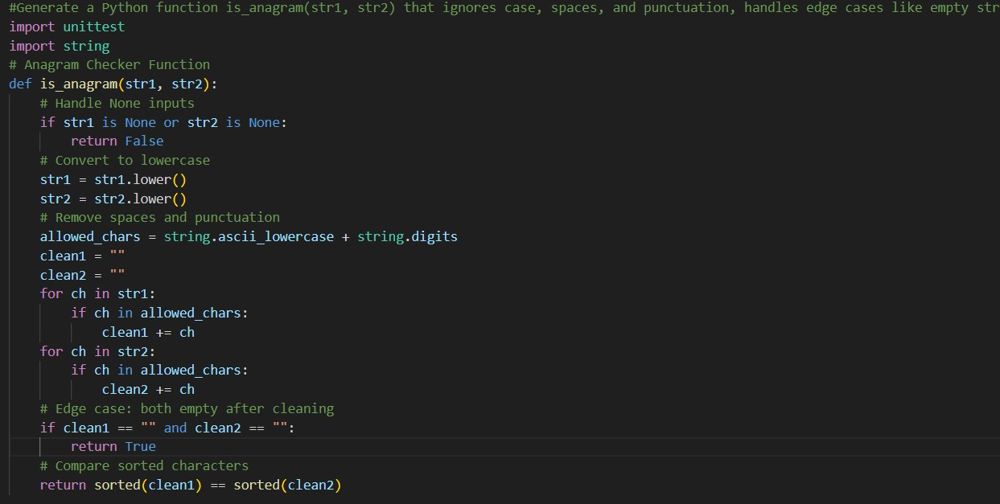 #Generate a Python function is_anagram(str1, str2) that ignores case, spaces, and punctuation, handles edge cases like empty str
import unittest
import string
# Anagram Checker Function
def is_anagram(str1, str2):
    # Handle None inputs
    if str1 is None or str2 is None:
        return False
    # Convert to lowercase
    str1 = str1.lower()
    str2 = str2.lower()
    # Remove spaces and punctuation
    allowed_chars = string.ascii_lowercase + string.digits
    clean1 = ""
    clean2 = ""
    for ch in str1:
        if ch in allowed_chars:
            clean1 += ch
    for ch in str2:
        if ch in allowed_chars:
            clean2 += ch
    # Edge case: both empty after cleaning
    if clean1 == "" and clean2 == "":
        return True
    # Compare sorted characters
    return sorted(clean1) == sorted(clean2)